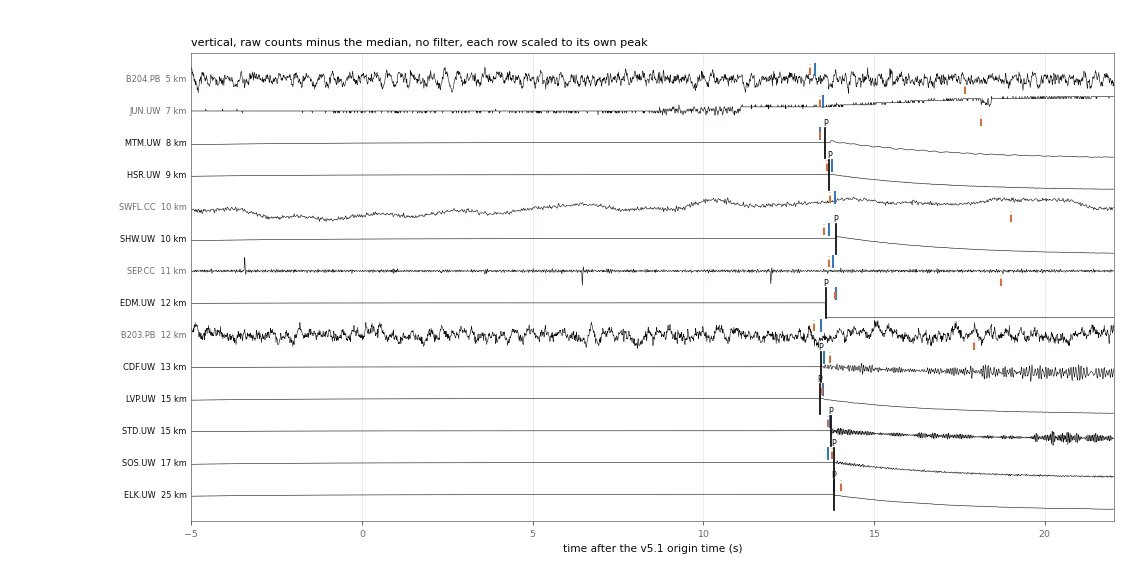 vertical, raw counts minus the median, no filter, each row scaled to its own peak
B204.PB 5 km
JUN.UW 7 km
P
MTM.UW 8 km
P
HSR.UW 9 km
SWFL.CC 10 km
P
SHW.UW 10 km
SEP.CC 11 km
P
EDM.UW 12 km
B203.PB 12 km
P
CDF.UW 13 km
P
LVP.UW 15 km
P
STD.UW 15 km
P
SOS.UW 17 km
P
ELK.UW 25 km
−5 0 5 10 15 20
time after the v5.1 origin time (s)